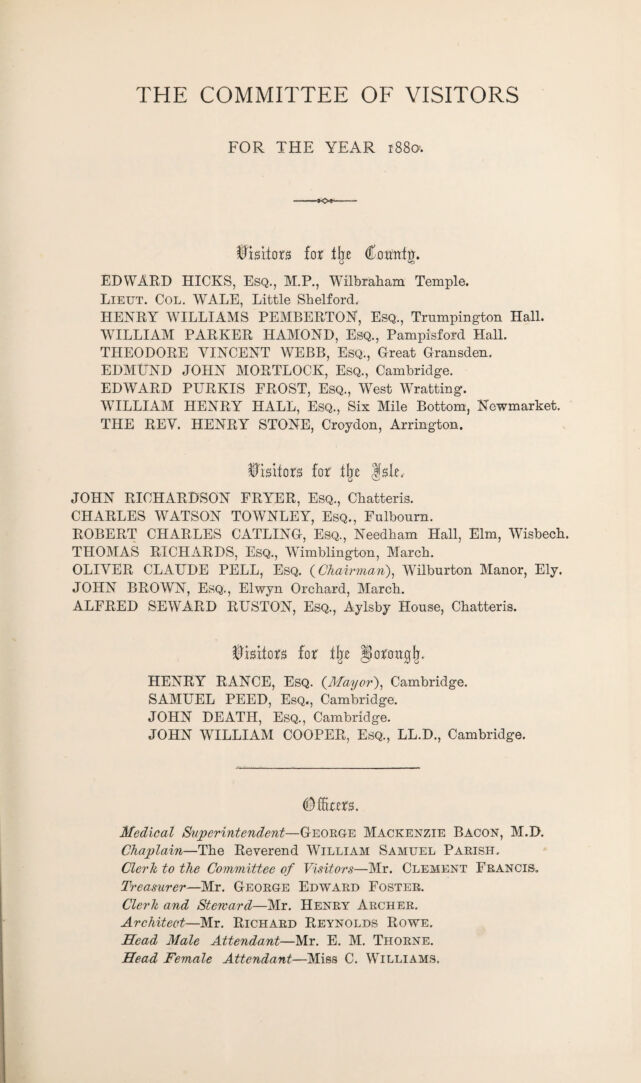 THE COMMITTEE OF VISITORS
FOR THE YEAR 1880.
Visitors for the County.
EDWARD HICKS, Esq., M.P., Wilbraham Temple.
Lieut. Col. WALE, Little Shelford.
HENRY WILLIAMS PEMBERTON, Esq., Trumpington Hall.
WILLIAM PARKER HAMOND, Esq., Pampisford Hall.
THEODORE VINCENT WEBB, Esq., Great Gransden.
EDMUND JOHN MORTLOCK, Esq., Cambridge.
EDWARD PURKIS FROST, Esq., West Wratting.
WILLIAM HENRY HALL, Esq., Six Mile Bottom, Newmarket.
THE REV. HENRY STONE, Croydon, Arrington.
Visitors for the Isle.
JOHN RICHARDSON FRYER, Esq., Chatteris.
CHARLES WATSON TOWNLEY, Esq., Fulbourn.
ROBERT CHARLES CATLING, Esq., Needham Hall, Elm, Wisbech.
THOMAS RICHARDS, Esq., Wimblington, March.
OLIVER CLAUDE PELL, Esq. (Chairman), Wilburton Manor, Ely.
JOHN BROWN, Esq., Elwyn Orchard, March.
ALFRED SEWARD RUSTON, Esq., Aylsby House, Chatteris.
Visitors for the Borough.
HENRY RANCE, Esq. (Mayor), Cambridge.
SAMUEL PEED, Esq., Cambridge.
JOHN DEATH, Esq., Cambridge.
JOHN WILLIAM COOPER, Esq., LL.D., Cambridge.
Officers.
Medical Superintendent—George Mackenzie Bacon, M.D.
Chaplain—The Reverend William Samuel Parish.
Clerk to the Committee of Visitors—Mr. Clement Francis.
Treasurer—Mr. George Edward Foster.
Clerk and Steward—Mr. Henry Archer.
Architect—Mr. Richard Reynolds Rowe.
Head Male Attendant—Mr. E. M. Thorne.
Head Female Attendant—Miss C. Williams.